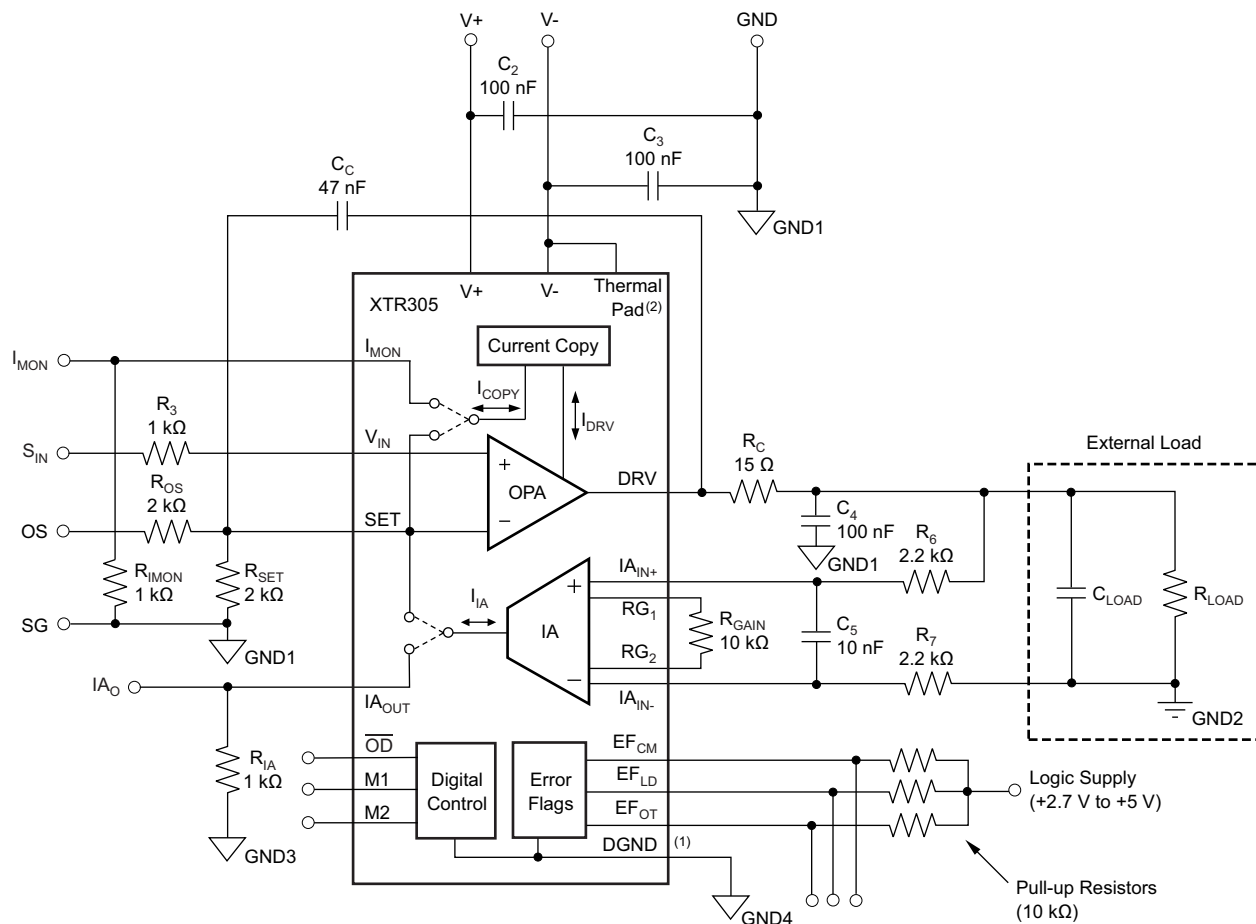 V+
V-
GND
C2
100 nF
C3
100 nF
GND1
CC
47 nF
V+
V-
Thermal
Pad(2)
XTR305
IMON
IMON
Current Copy
ICOPY
IDRV
R3
1 kΩ
SIN
VIN
+
OPA
–
DRV
RC
15 Ω
External Load
ROS
2 kΩ
OS
SET
C4
100 nF
GND1
R6
2.2 kΩ
RIMON
1 kΩ
RSET
2 kΩ
SG
GND1
IIA
IA
+
–
IAIN+
RG1
RGAIN
10 kΩ
RG2
IAIN-
C5
10 nF
R7
2.2 kΩ
CLOAD
RLOAD
GND2
IAO
IAOUT
RIA
1 kΩ
GND3
OD
M1
M2
Digital
Control
Error
Flags
EFCM
EFLD
EFOT
DGND
(1)
GND4
Logic Supply
(+2.7 V to +5 V)
Pull-up Resistors
(10 kΩ)